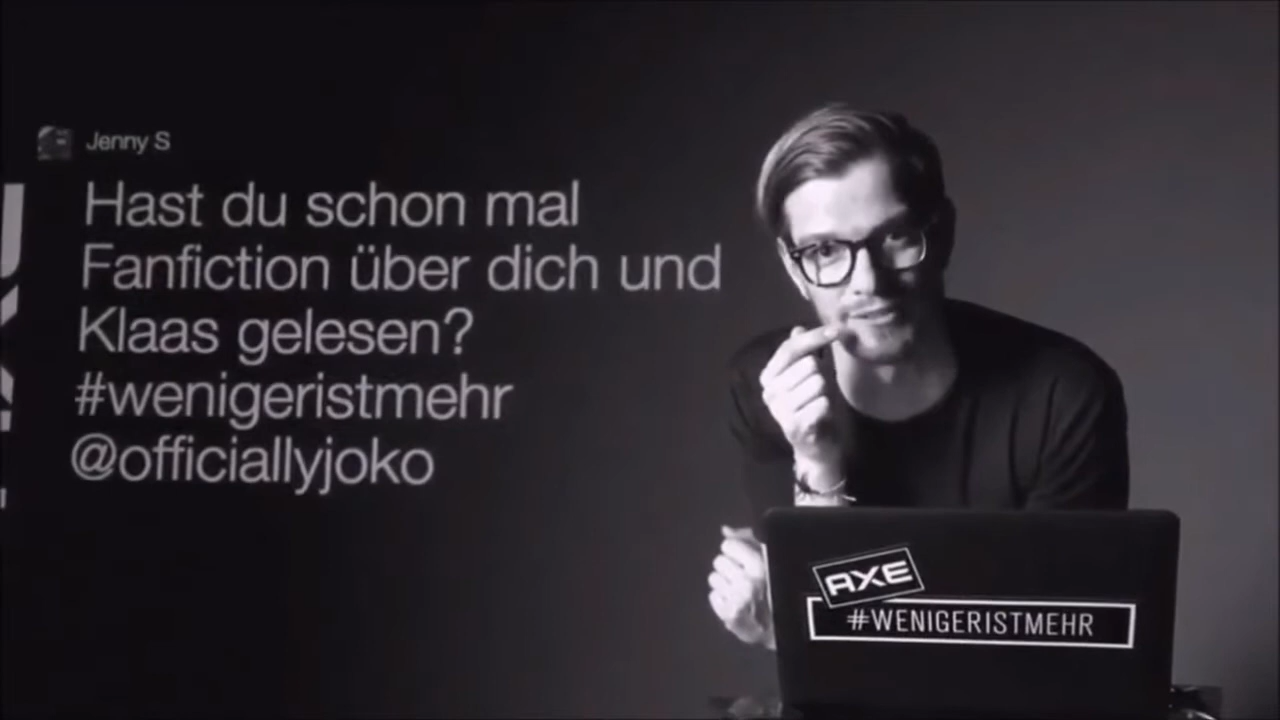 Jenny S
Hast du schon mal
Fanfiction über dich und
Klaas gelesen?
#wenigeristmehr
@officiallyjoko
AXE
#WENIGERISTMEHR